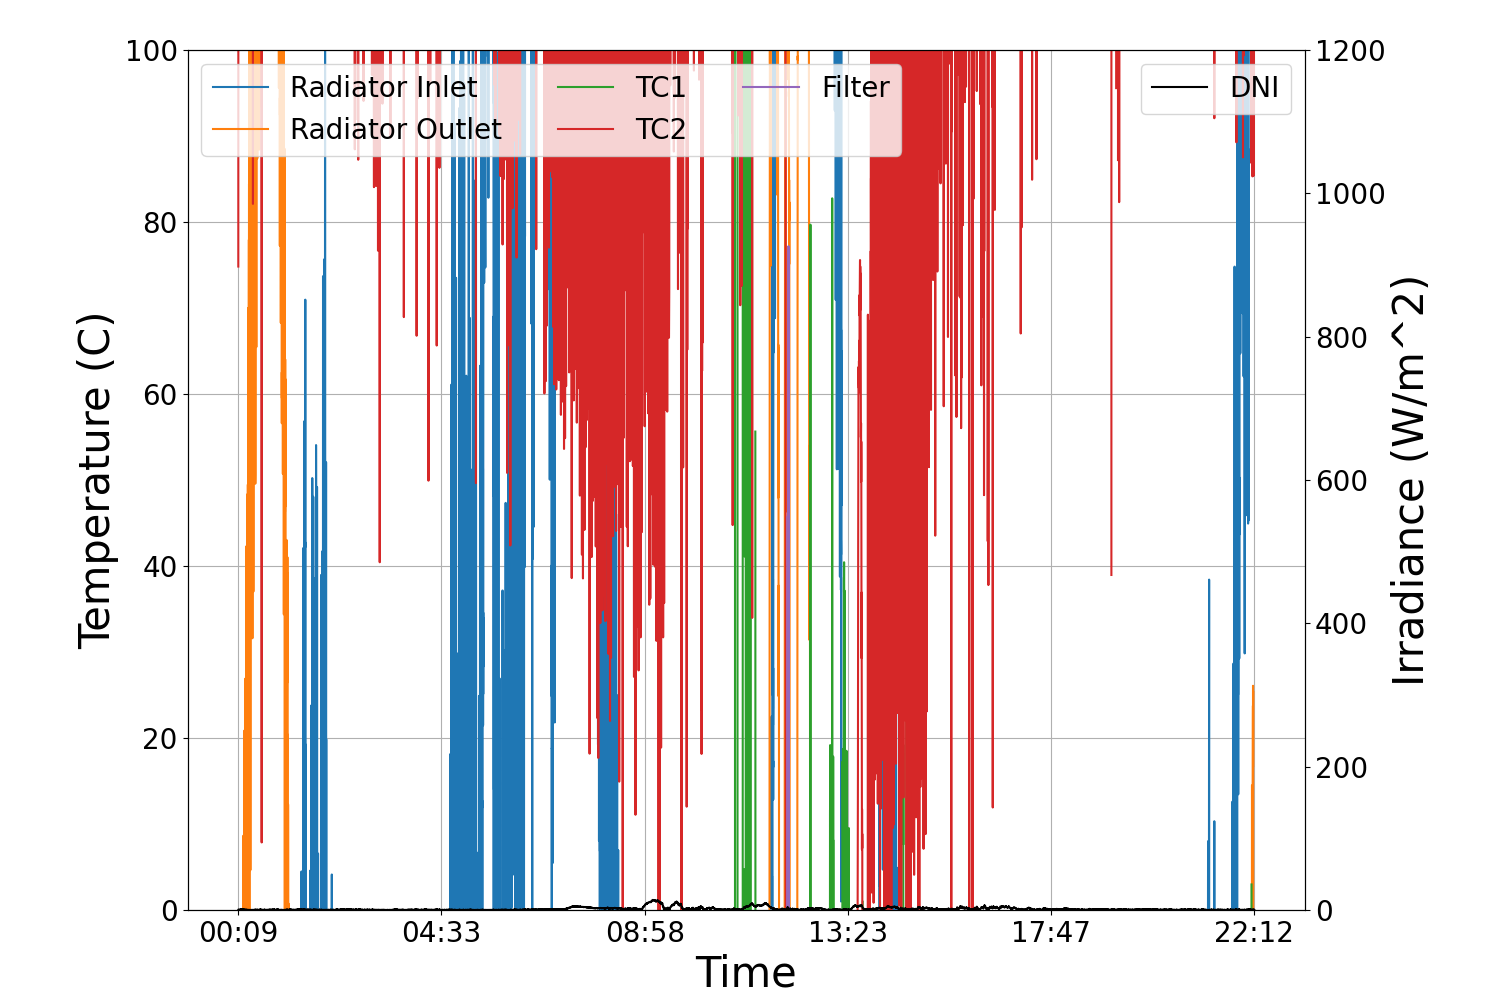 100
80
60
40
20
0
Temperature (C)
1200
1000
800
600
400
200
0
Irradiance (W/m^2)
Radiator Inlet
Radiator Outlet
TC1
TC2
Filter
DNI
00:09
04:33
08:58
13:23
17:47
22:12
Time